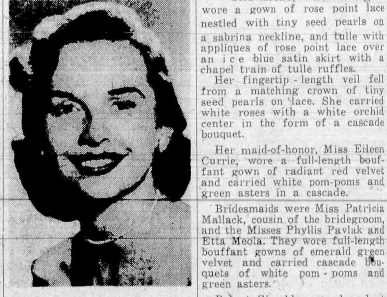 wore a gown of rose point lace
nestled with tiny seed pearls on
a sabrina neckline, and tulle with
appliques of rose point lace over
an ice blue satin skirt with a
chapel train of tulle ruffles.
Her fingertip - length veil fell
from a matching crown of tiny
seed pearls on lace. She carried
white roses with a white orchid
center in the form of a cascade
bouquet.
Her maid-of-honor, Miss Eileen
Currie, wore a full-length bouf-
fant gown of radiant red velvet
and carried white pom-poms and
green asters in a cascade.
Bridesmaids were Miss Patricia
Mallack, cousin of the bridegroom,
and the Misses Phyllis Pavlak and
Etta Meola. They wore full-length
bouffant gowns of emerald green
velvet and carried cascade bou-
quets of white pom - poms and
green asters.